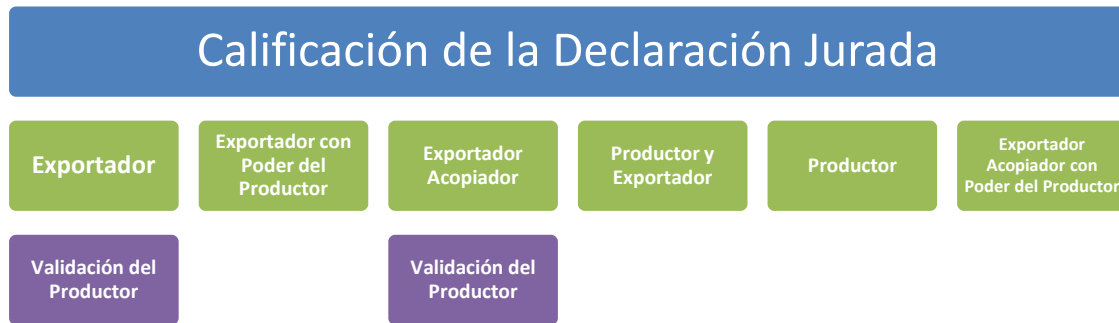 Calificación de la Declaración Jurada
Exportador
Exportador con
Poder del
Productor
Exportador
Acopiador
Productor y
Exportador
Productor
Exportador
Acopiador con
Poder del Productor
Validación del
Productor
Validación del
Productor